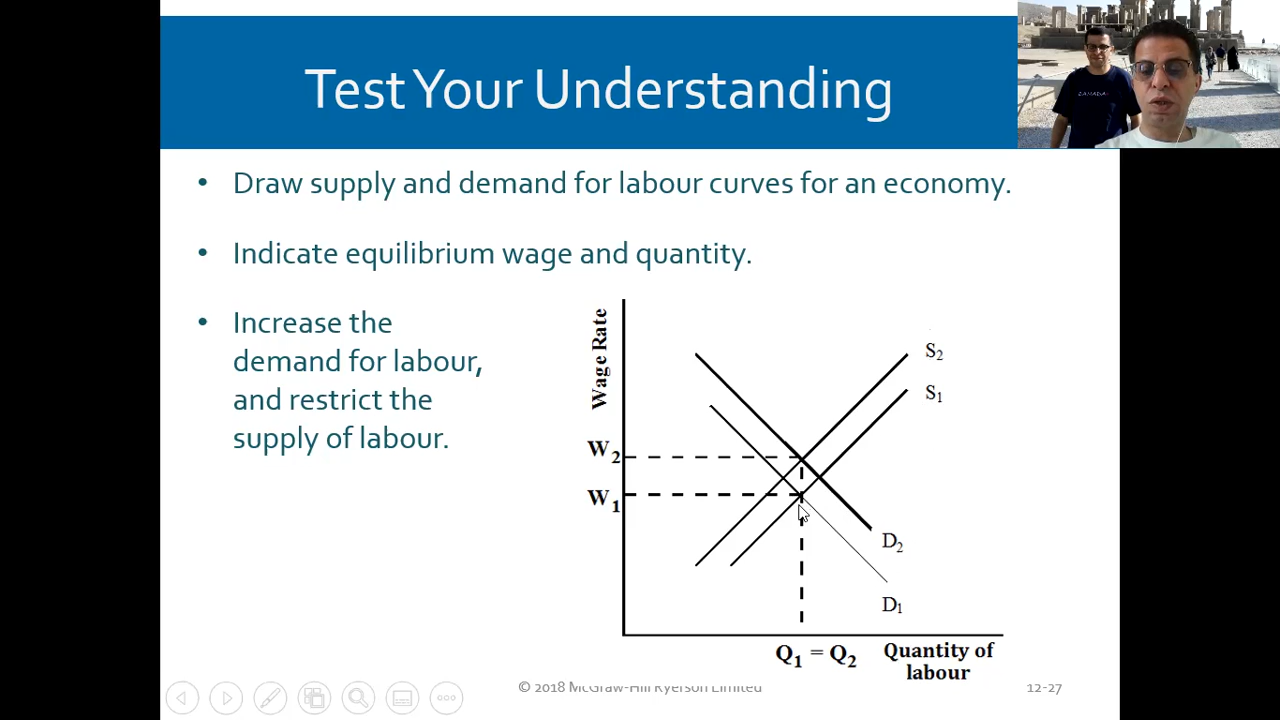 Test Your Understanding
CANADA
• Draw supply and demand for labour curves for an economy.
• Indicate equilibrium wage and quantity.
• Increase the
demand for labour,
and restrict the
supply of labour.
Wage Rate
S2
S1
W2
W1
D2
D1
Q1 = Q2
Quantity of
labour
© 2018 McGraw-Hill Ryerson Limited
12-27